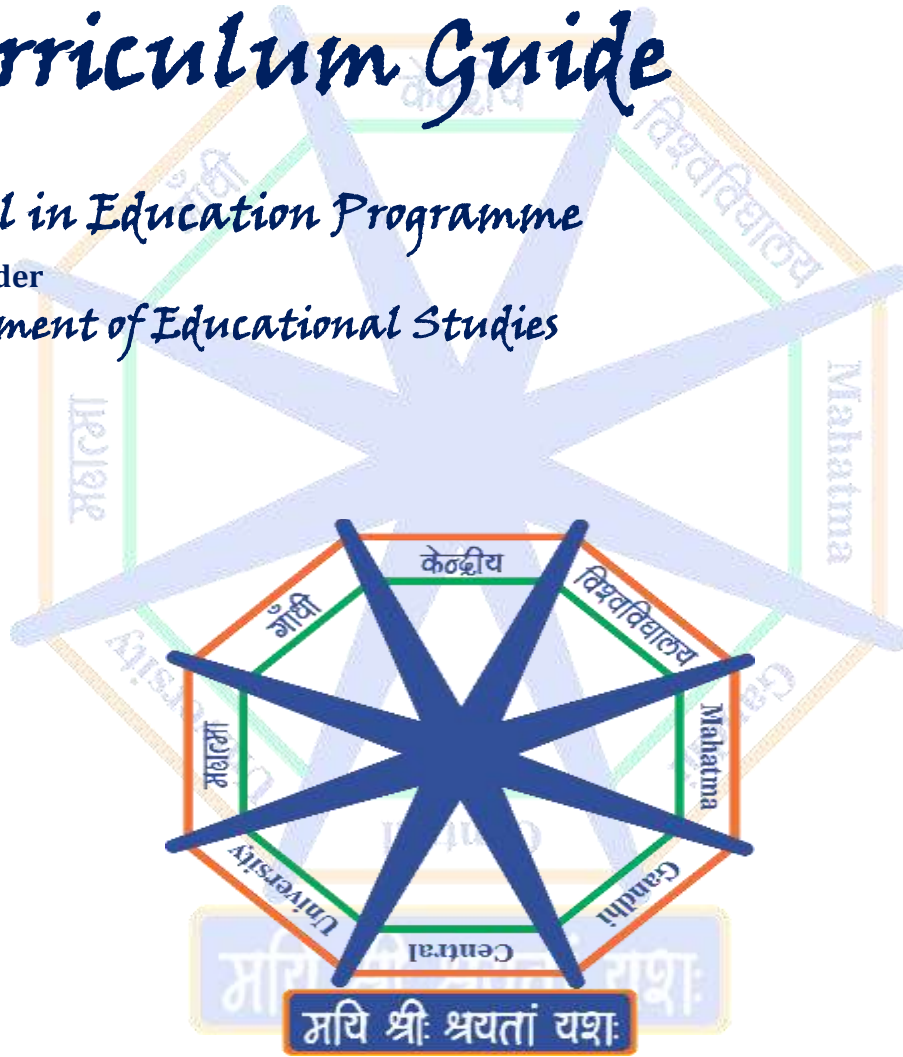 rriculum Guide
l in Education Programme
der
ment of Educational Studies
महात्मा
गाँधी
केन्द्रीय
विश्वविद्यालय
Mahatma
Gandhi
Central
University
मयि श्रीः श्रयतां यशः